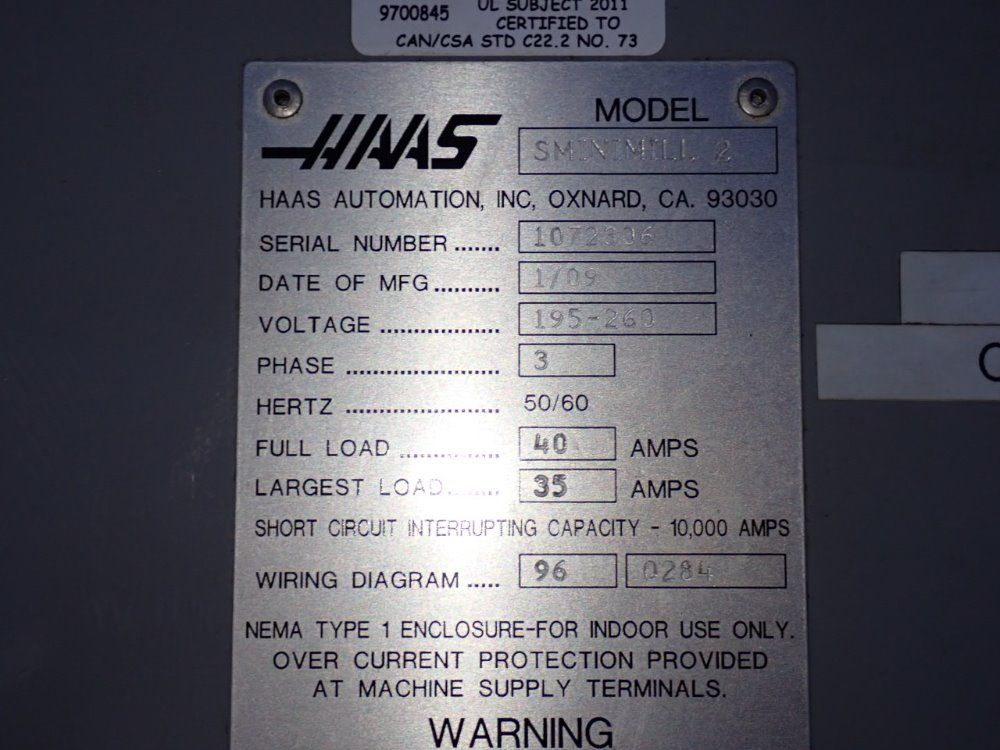 9700845
UL SUBJECT 2011
CERTIFIED TO
CAN/CSA STD C22.2 NO. 73
HAAS
MODEL
SMINIMILL 2
HAAS AUTOMATION, INC, OXNARD, CA. 93030
SERIAL NUMBER ....... 1072336
DATE OF MFG.......... 1/09
VOLTAGE .................. 195-260
PHASE ....................... 3
HERTZ ....................... 50/60
FULL LOAD ............... 40 AMPS
LARGEST LOAD........ 35 AMPS
SHORT CIRCUIT INTERRUPTING CAPACITY - 10,000 AMPS
WIRING DIAGRAM ..... 96 0284
NEMA TYPE 1 ENCLOSURE-FOR INDOOR USE ONLY.
OVER CURRENT PROTECTION PROVIDED
AT MACHINE SUPPLY TERMINALS.
WARNING